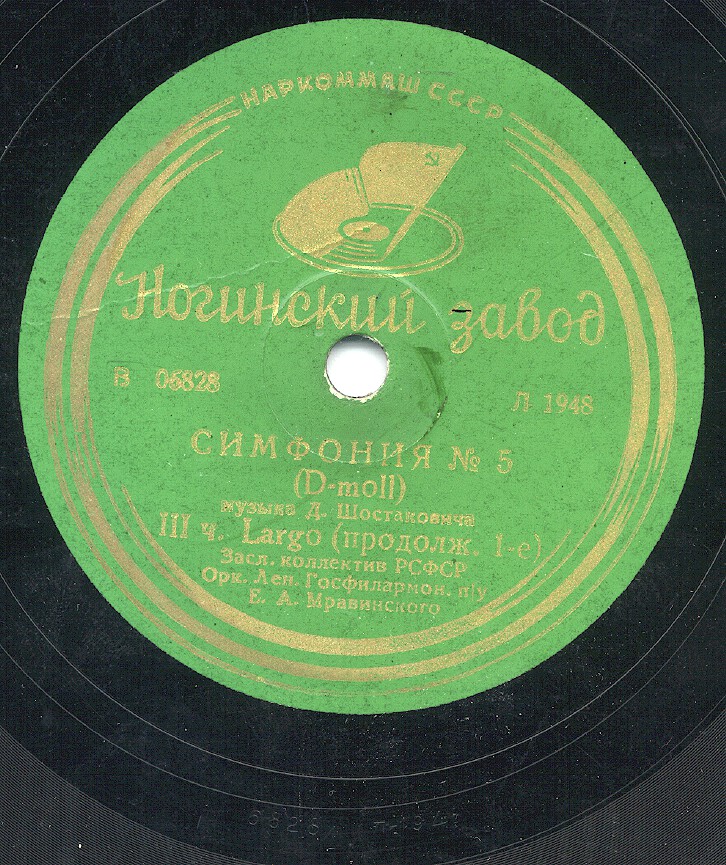 НАРКОММАШ СССР
Ногинский завод
В 06828
Л 1948
СИМФОНИЯ № 5
(D-moll)
музыка Д. Шостаковича
III ч. Largo (продолж. 1-е)
Засл. коллектив РСФСР
Орк. Лен. Госфилармон. п/у
Е. А. Мравинского